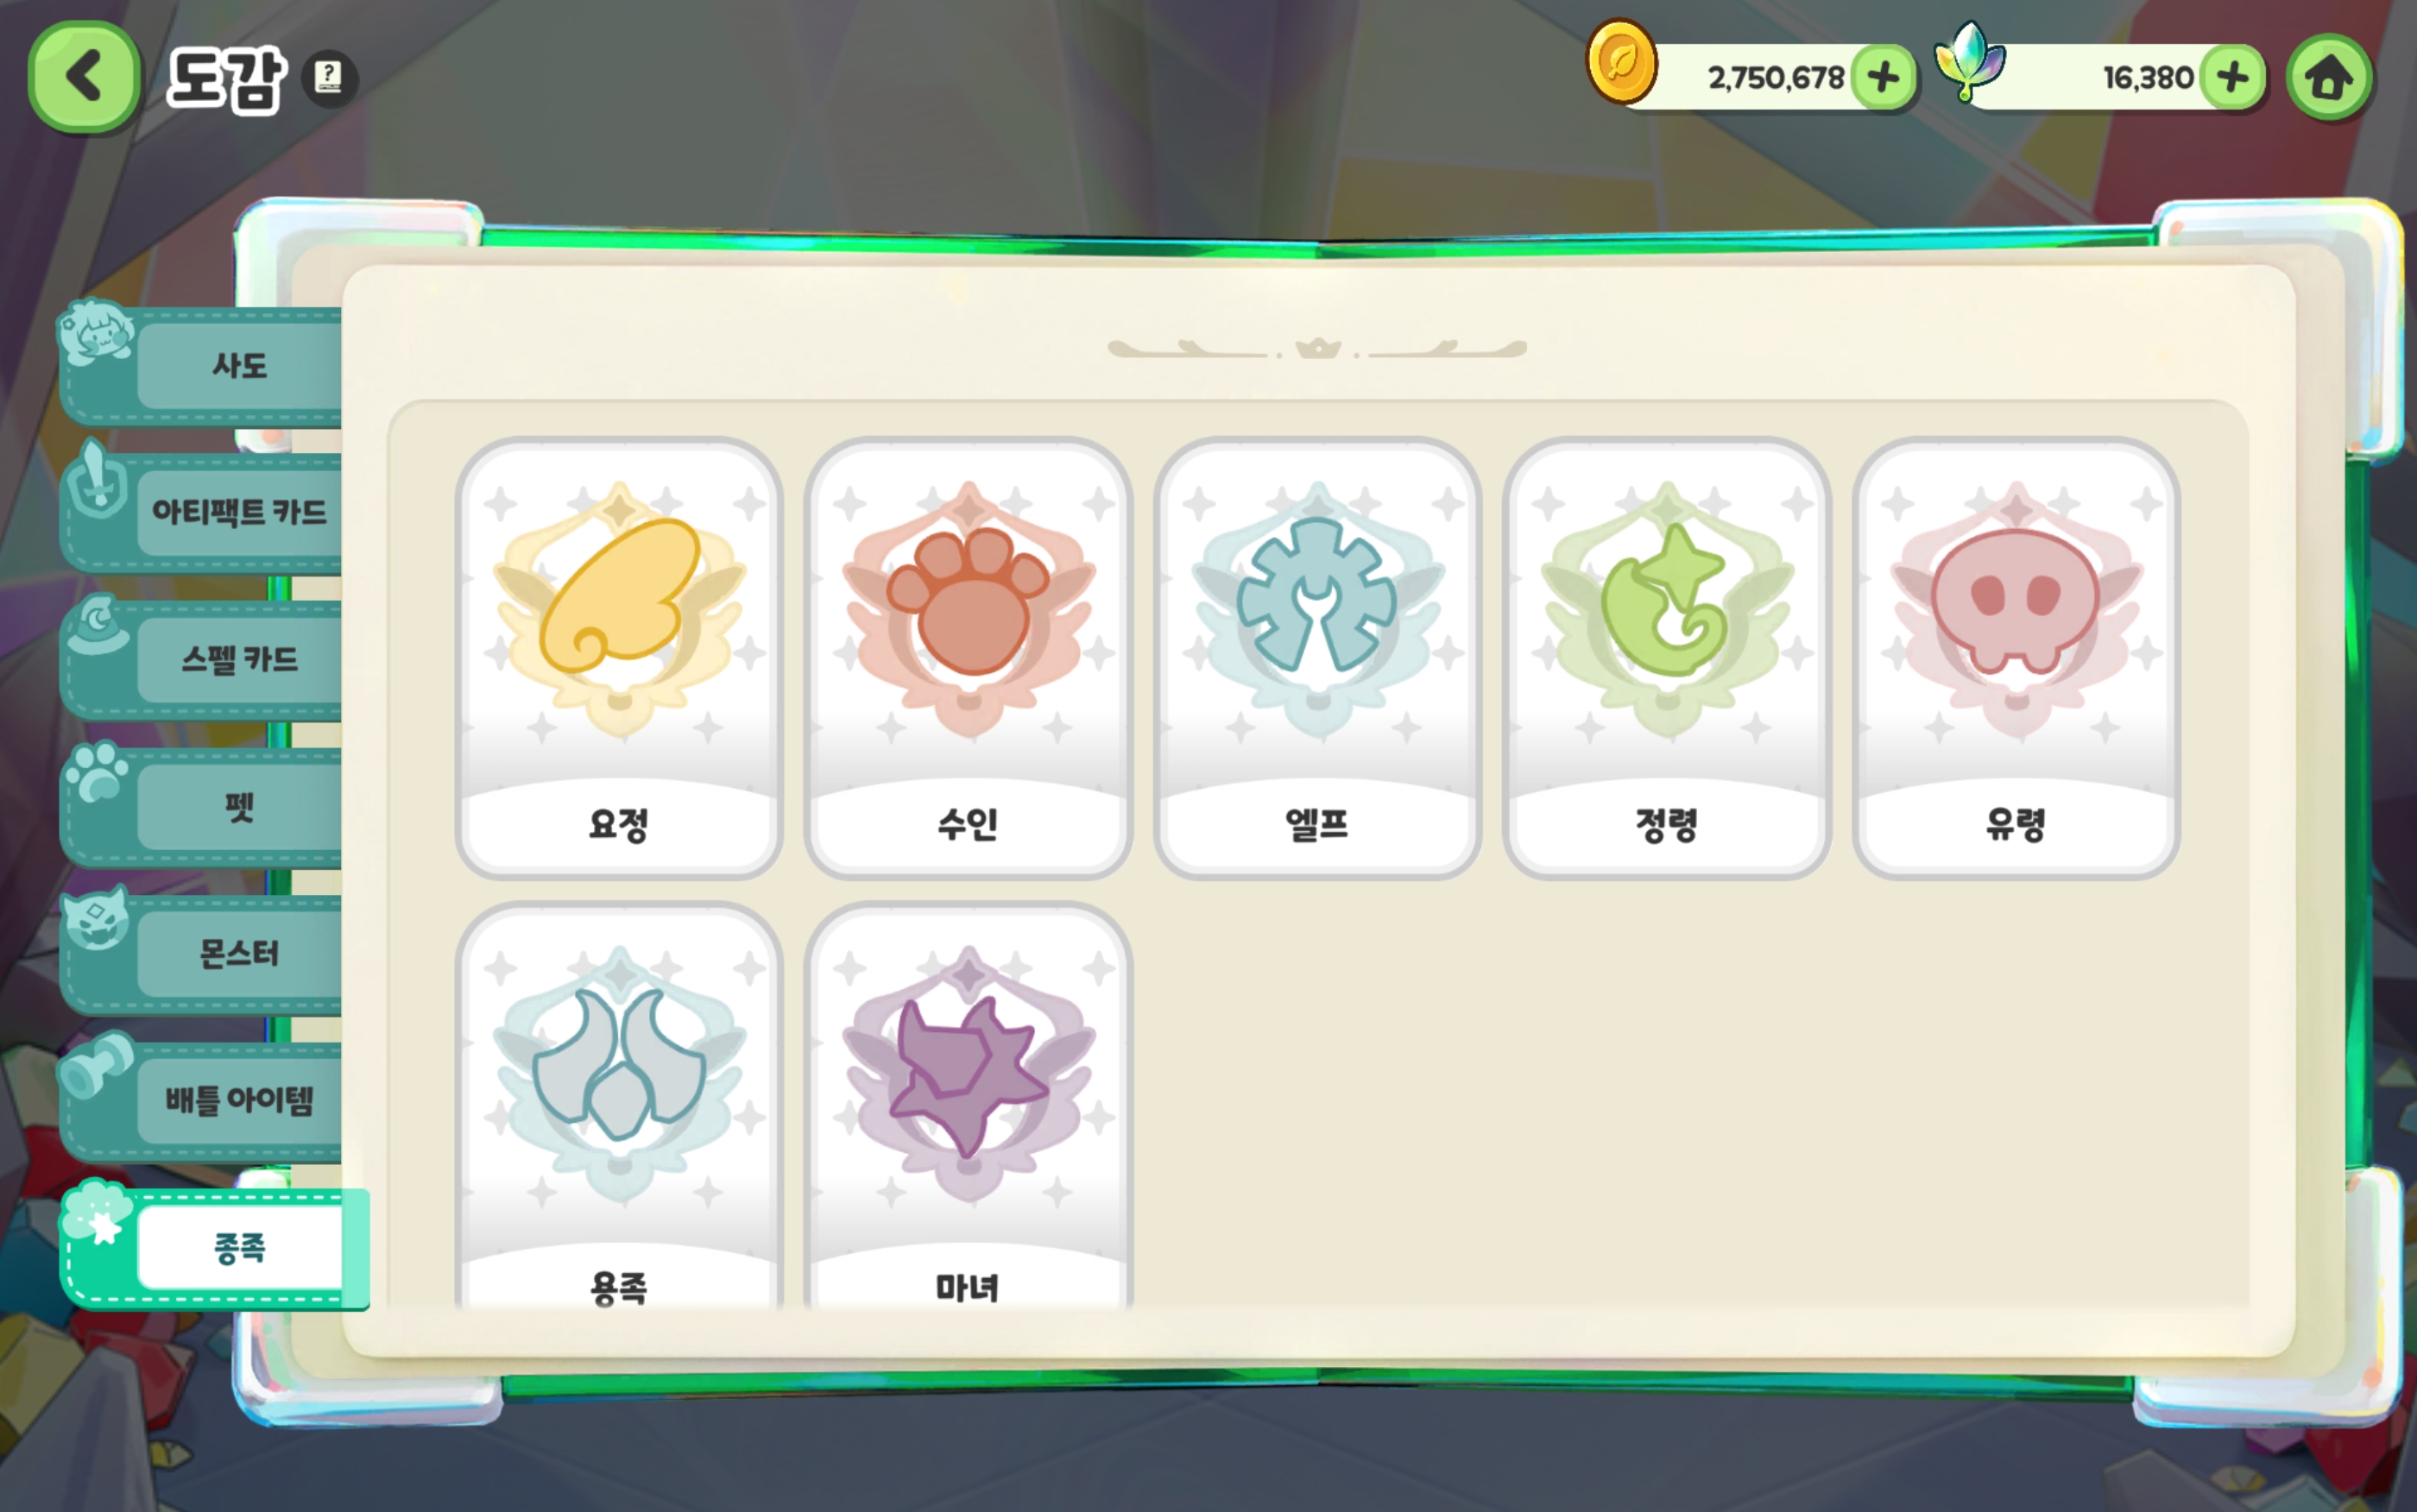 도감
?
2,750,678
16,380
사도
아티팩트 카드
스펠 카드
펫
몬스터
배틀 아이템
종족
요정
수인
엘프
정령
유령
용족
마녀